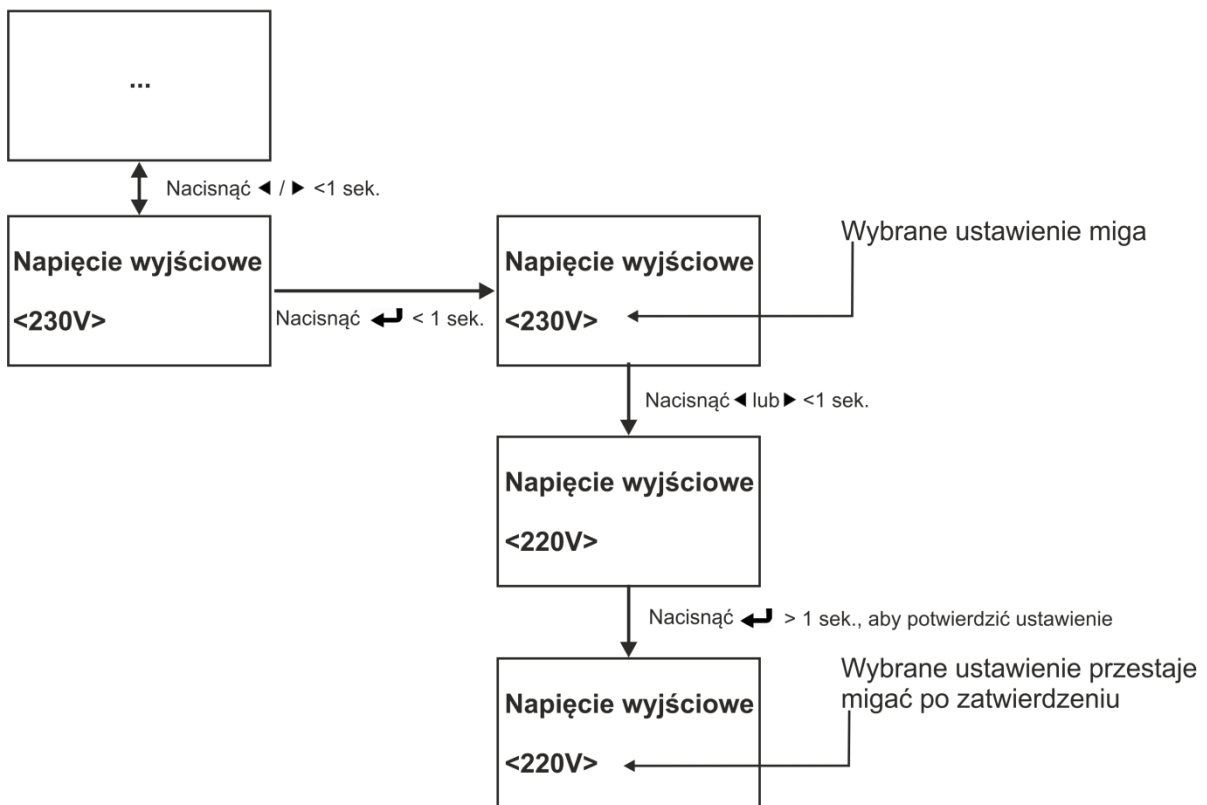 ...
Nacisnąć ◀ / ▶ <1 sek.
Napięcie wyjściowe
<230V>
Nacisnąć ↵ < 1 sek.
Napięcie wyjściowe
<230V>
Wybrane ustawienie miga
Nacisnąć ◀ lub ▶ <1 sek.
Napięcie wyjściowe
<220V>
Nacisnąć ↵ > 1 sek., aby potwierdzić ustawienie
Napięcie wyjściowe
<220V>
Wybrane ustawienie przestaje
migać po zatwierdzeniu